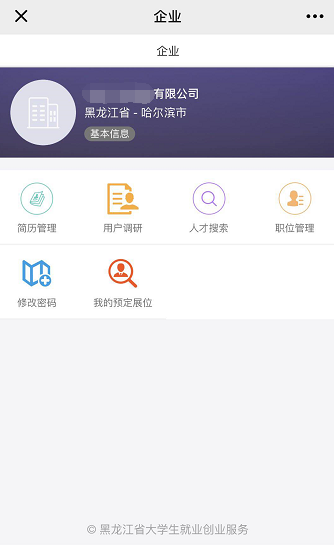 企业
企业
有限公司
黑龙江省 - 哈尔滨市
基本信息
简历管理 用户调研 人才搜索 职位管理
修改密码 我的预定展位
© 黑龙江省大学生就业创业服务